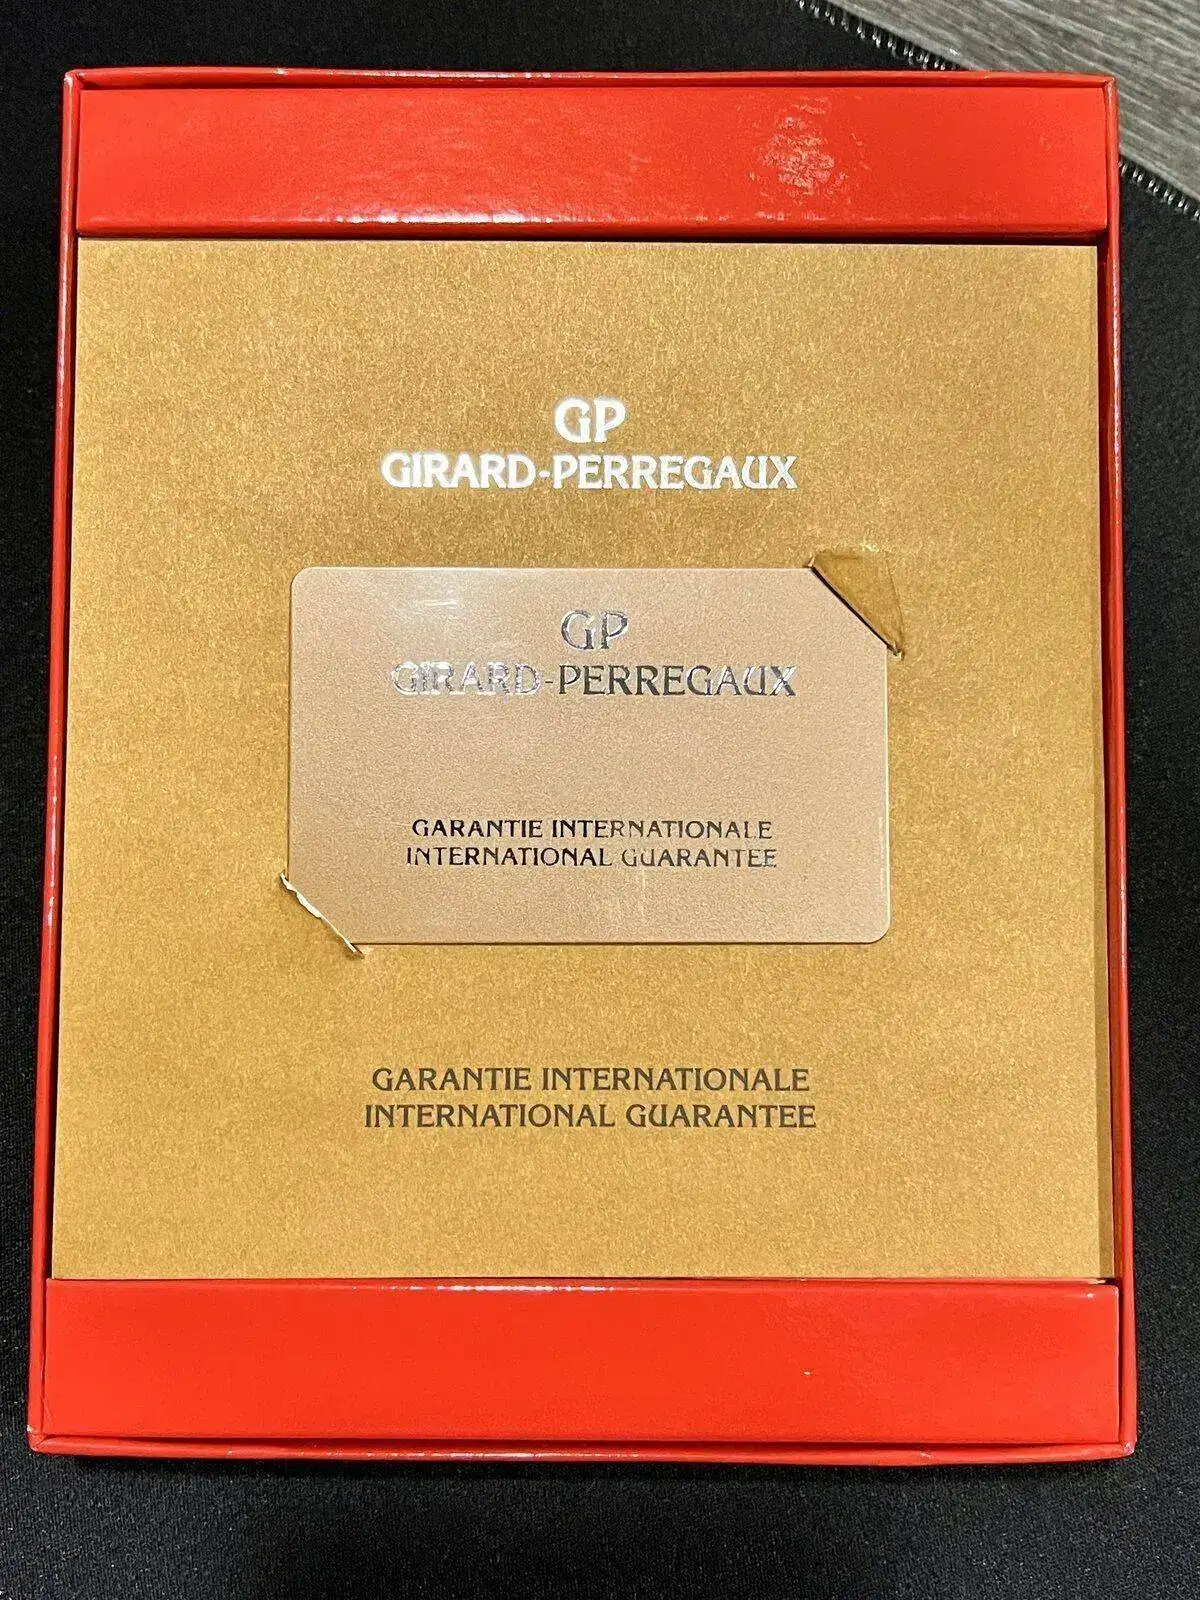 GP
GIRARD-PERREGAUX
GP
GIRARD-PERREGAUX
GARANTIE INTERNATIONALE
INTERNATIONAL GUARANTEE
GARANTIE INTERNATIONALE
INTERNATIONAL GUARANTEE